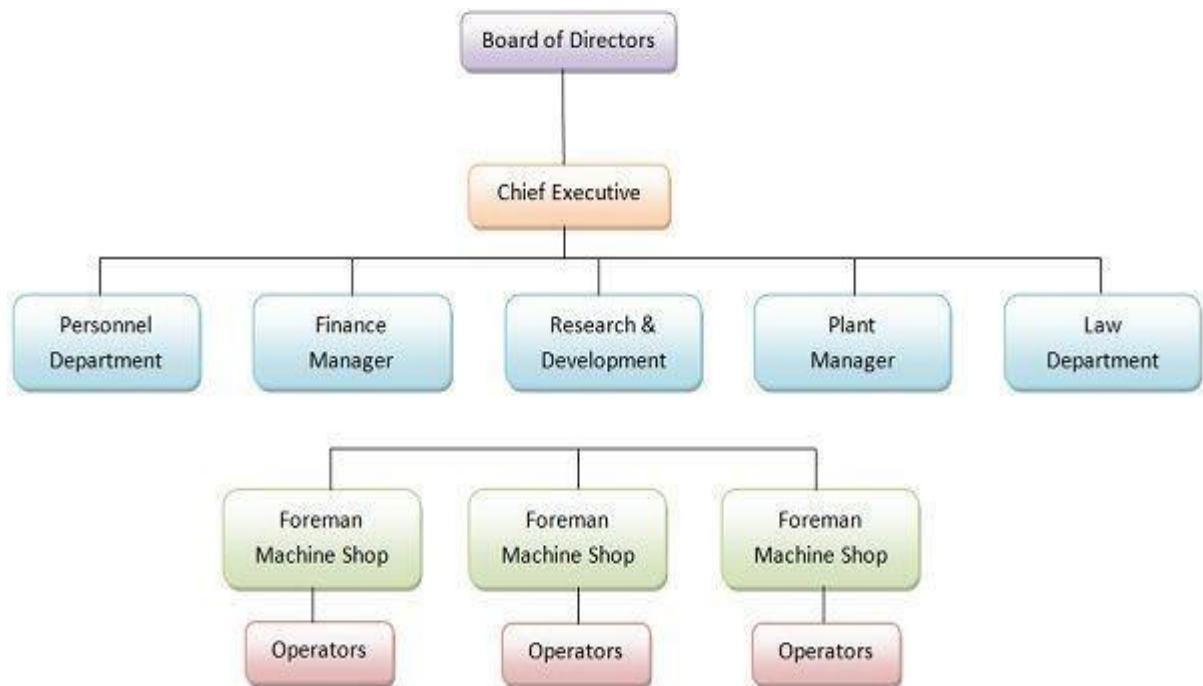 Board of Directors
Chief Executive
Personnel
Department
Finance
Manager
Research &
Development
Plant
Manager
Law
Department
Foreman
Machine Shop
Foreman
Machine Shop
Foreman
Machine Shop
Operators
Operators
Operators